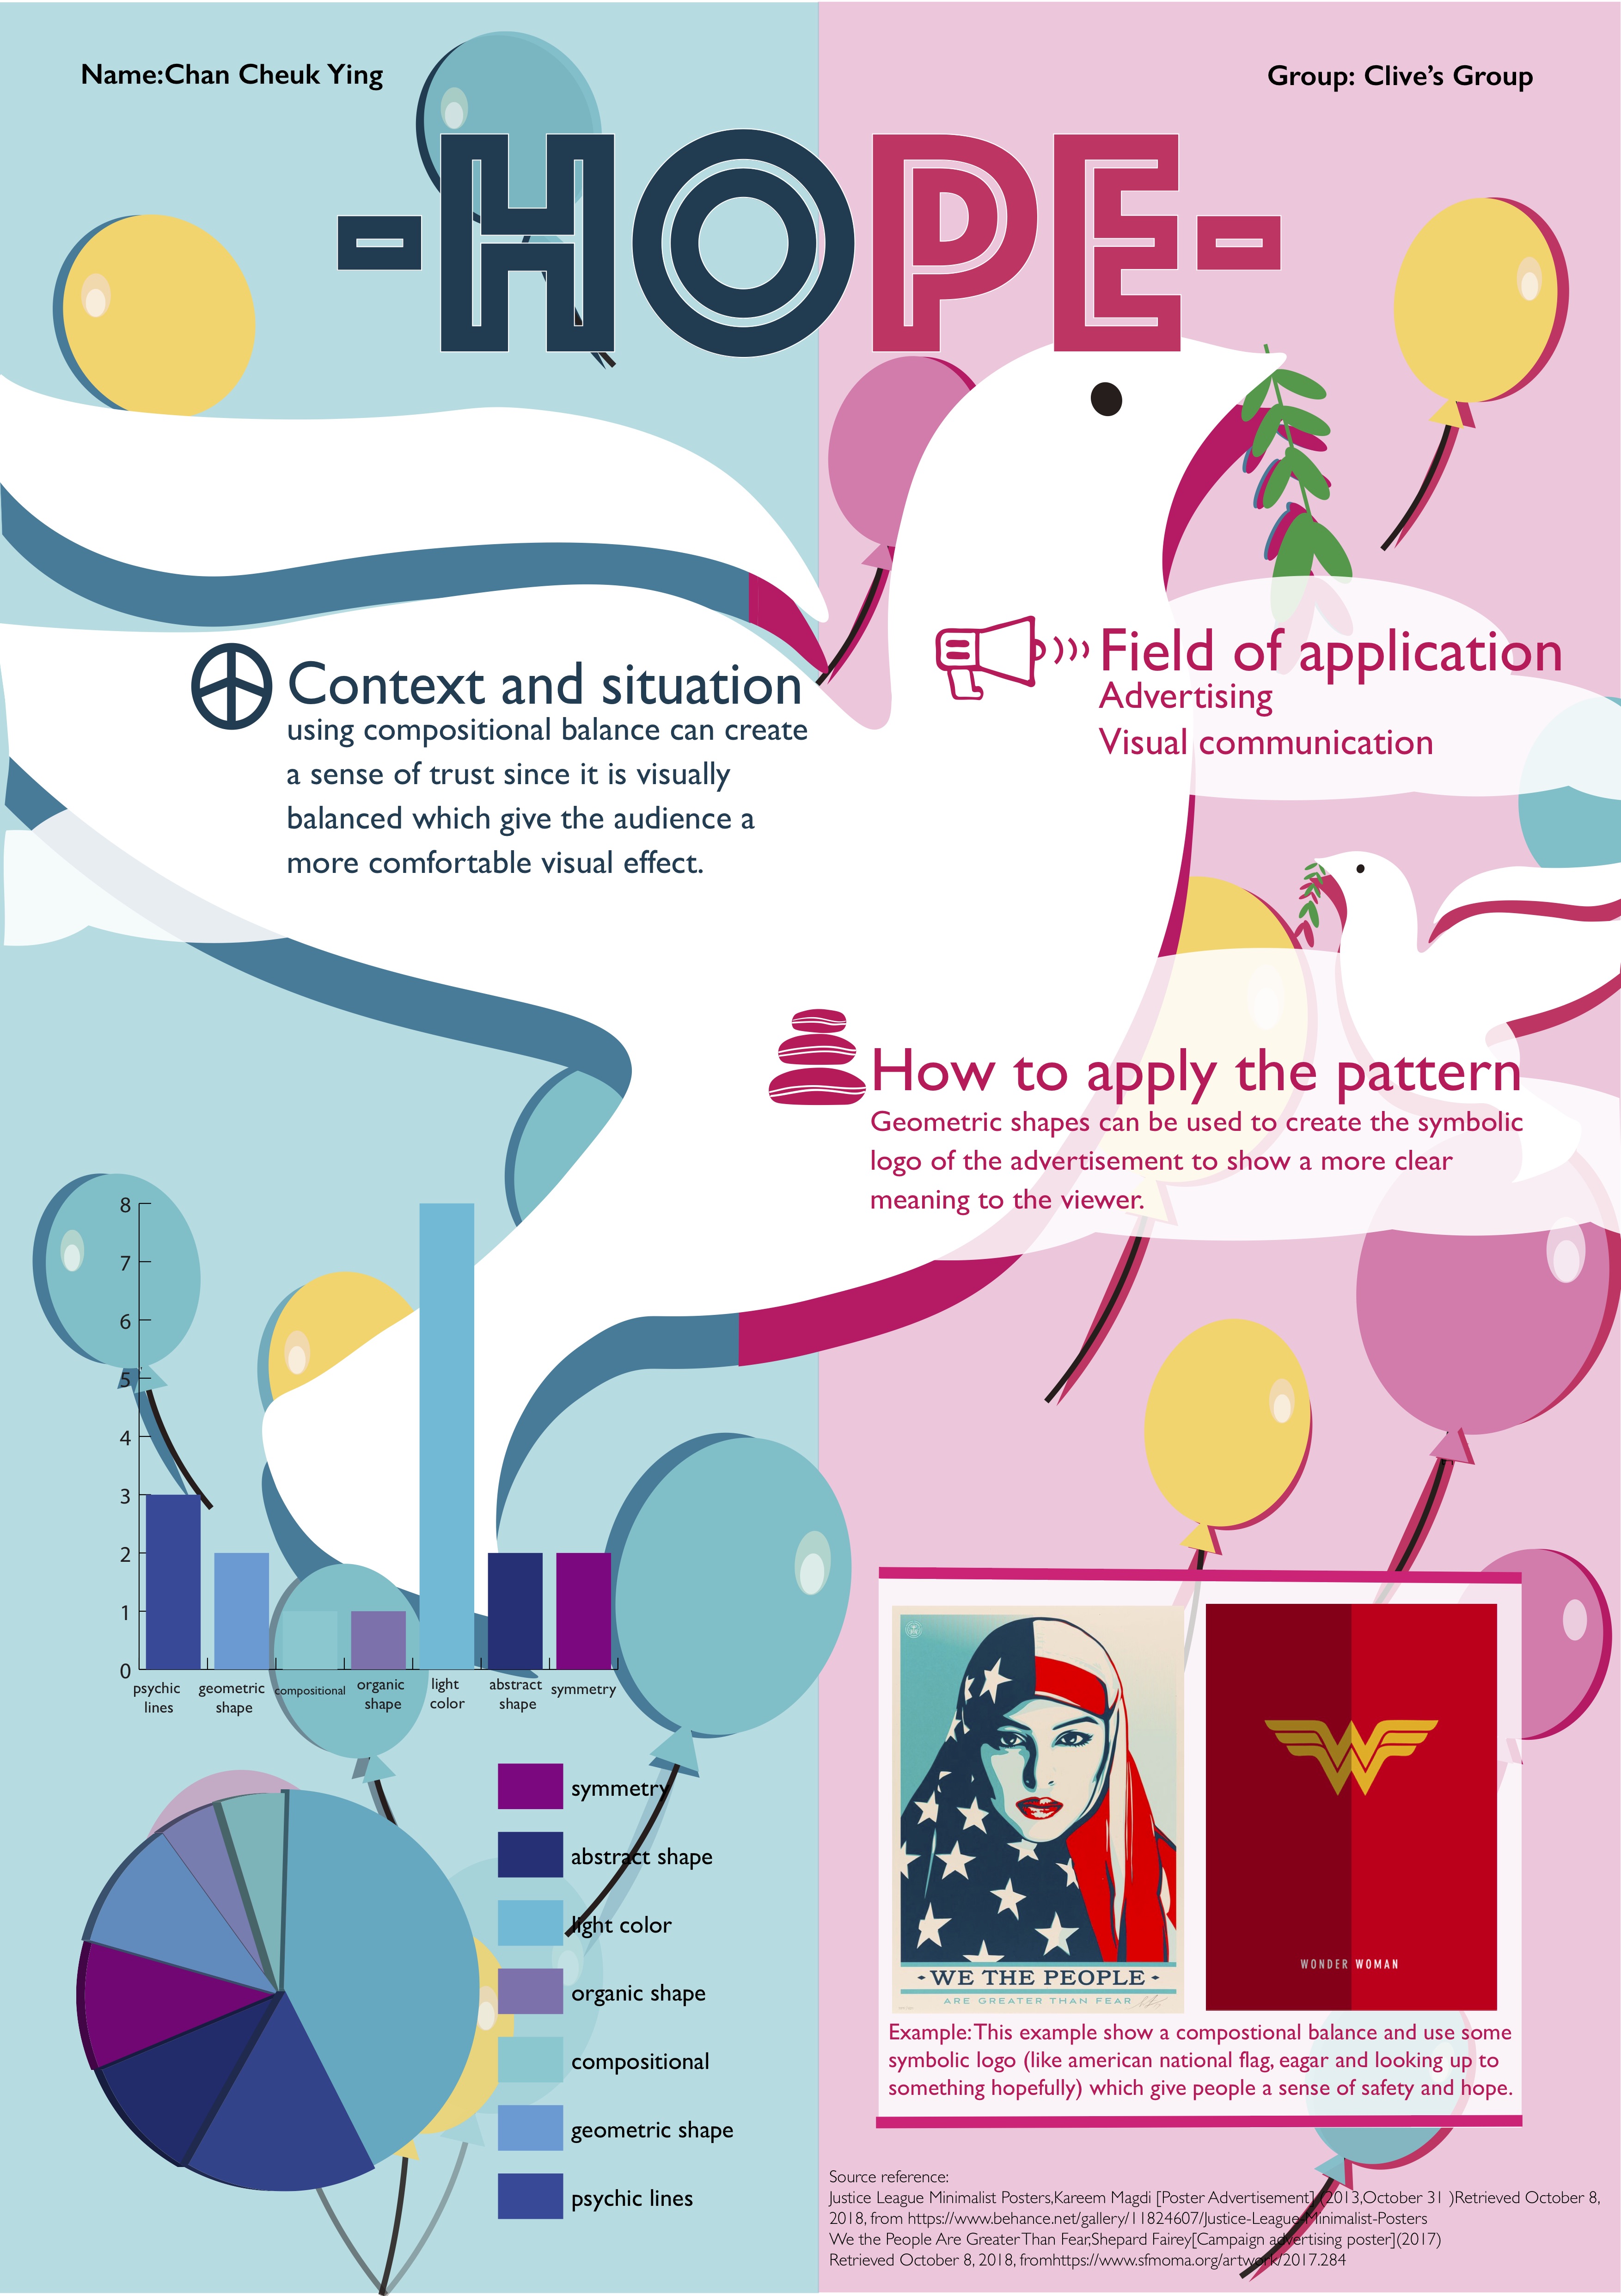 Name:Chan Cheuk Ying
Group: Clive's Group
-HOPE-
Context and situation
using compositional balance can create
a sense of trust since it is visually
balanced which give the audience a
more comfortable visual effect.
Field of application
Advertising
Visual communication
How to apply the pattern
Geometric shapes can be used to create the symbolic
logo of the advertisement to show a more clear
meaning to the viewer.
8
7
6
5
4
3
2
1
0
psychic
lines
geometric
shape
compositional
organic
shape
light
color
abstract
shape
symmetry
symmetry
abstract shape
light color
organic shape
compositional
geometric shape
psychic lines
WE THE PEOPLE
ARE GREATER THAN FEAR
WONDER WOMAN
Example:This example show a compostional balance and use some
symbolic logo (like american national flag, eagar and looking up to
something hopefully) which give people a sense of safety and hope.
Source reference:
Justice League Minimalist Posters,Kareem Magdi [Poster Advertisement] (2013,October 31 )Retrieved October 8,
2018, from https://www.behance.net/gallery/11824607/Justice-League-Minimalist-Posters
We the People Are Greater Than Fear,Shepard Fairey[Campaign advertising poster](2017)
Retrieved October 8, 2018, fromhttps://www.sfmoma.org/artwork/2017.284